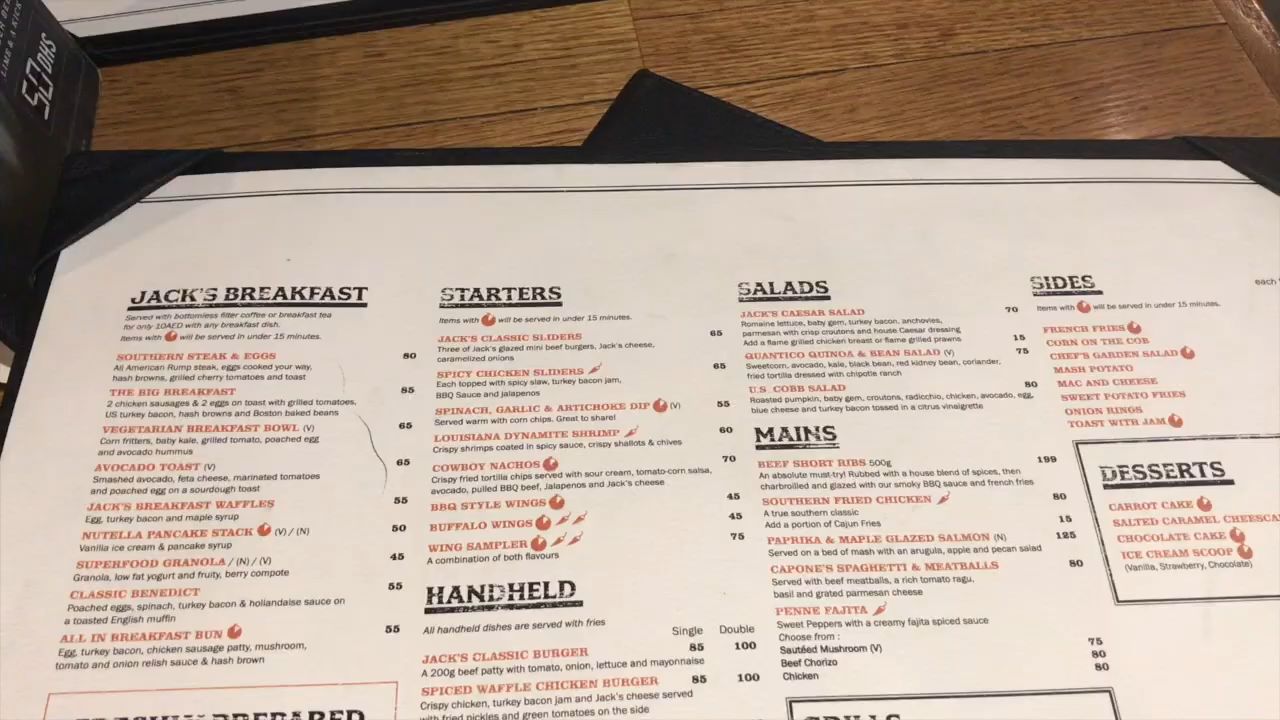 LIME & A KICK
50 DHS
JACK'S BREAKFAST
Served with bottomless filter coffee or breakfast tea
for only 10AED with any breakfast dish.
Items with will be served in under 15 minutes.
SOUTHERN STEAK & EGGS 80
All American Rump steak, eggs cooked your way,
hash browns, grilled cherry tomatoes and toast
THE BIG BREAKFAST 85
2 chicken sausages & 2 eggs on toast with grilled tomatoes,
US turkey bacon, hash browns and Boston baked beans
VEGETARIAN BREAKFAST BOWL (V) 65
Corn fritters, baby kale, grilled tomato, poached egg
and avocado hummus
AVOCADO TOAST (V) 65
Smashed avocado, feta cheese, marinated tomatoes
and poached egg on a sourdough toast
JACK'S BREAKFAST WAFFLES 55
Egg, turkey bacon and maple syrup
NUTELLA PANCAKE STACK (V) / (N) 50
Vanilla ice cream & pancake syrup
SUPERFOOD GRANOLA / (N) / (V) 45
Granola, low fat yogurt and fruity, berry compote
CLASSIC BENEDICT 55
Poached eggs, spinach, turkey bacon & hollandaise sauce on
a toasted English muffin
ALL IN BREAKFAST BUN 55
Egg, turkey bacon, chicken sausage patty, mushroom,
tomato and onion relish sauce & hash brown
STARTERS
Items with will be served in under 15 minutes.
JACK'S CLASSIC SLIDERS 65
Three of Jack's glazed mini beef burgers, Jack's cheese,
caramelized onions
SPICY CHICKEN SLIDERS 65
Each topped with spicy slaw, turkey bacon jam,
BBQ Sauce and jalapenos
SPINACH, GARLIC & ARTICHOKE DIP (V) 55
Served warm with corn chips. Great to share!
LOUISIANA DYNAMITE SHRIMP 60
Crispy shrimps coated in spicy sauce, crispy shallots & chives
COWBOY NACHOS 70
Crispy fried tortilla chips served with sour cream, tomato-corn salsa,
avocado, pulled BBQ beef, Jalapenos and Jack's cheese
BBQ STYLE WINGS 45
BUFFALO WINGS 45
WING SAMPLER 75
A combination of both flavours
HANDHELD
All handheld dishes are served with fries
Single Double
JACK'S CLASSIC BURGER 85 100
A 200g beef patty with tomato, onion, lettuce and mayonnaise
SPICED WAFFLE CHICKEN BURGER 85 100
Crispy chicken, turkey bacon jam and Jack's cheese served
with fried pickles and green tomatoes on the side
SALADS
JACK'S CAESAR SALAD 70
Romaine lettuce, baby gem, turkey bacon, anchovies,
parmesan with crisp croutons and house Caesar dressing
Add a flame grilled chicken breast or flame grilled prawns 15
QUANTICO QUINOA & BEAN SALAD (V) 75
Sweetcorn, avocado, kale, black bean, red kidney bean, coriander,
fried tortilla dressed with chipotle ranch
U.S. COBB SALAD 80
Roasted pumpkin, baby gem, croutons, radicchio, chicken, avocado, egg,
blue cheese and turkey bacon tossed in a citrus vinaigrette
MAINS
BEEF SHORT RIBS 500g 199
An absolute must-try! Rubbed with a house blend of spices, then
charbroiled and glazed with our smoky BBQ sauce and french fries
SOUTHERN FRIED CHICKEN 80
A true southern classic
Add a portion of Cajun Fries 15
PAPRIKA & MAPLE GLAZED SALMON (N) 125
Served on a bed of mash with an arugula, apple and pecan salad
CAPONE'S SPAGHETTI & MEATBALLS 80
Served with beef meatballs, a rich tomato ragu,
basil and grated parmesan cheese
PENNE FAJITA
Sweet Peppers with a creamy fajita spiced sauce
Choose from :
Sautéed Mushroom (V) 75
Beef Chorizo 80
Chicken 80
SIDES
each
Items with will be served in under 15 minutes.
FRENCH FRIES
CORN ON THE COB
CHEF'S GARDEN SALAD
MASH POTATO
MAC AND CHEESE
SWEET POTATO FRIES
ONION RINGS
TOAST WITH JAM
DESSERTS
CARROT CAKE
SALTED CARAMEL CHEESCA
CHOCOLATE CAKE
ICE CREAM SCOOP
(Vanilla, Strawberry, Chocolate)